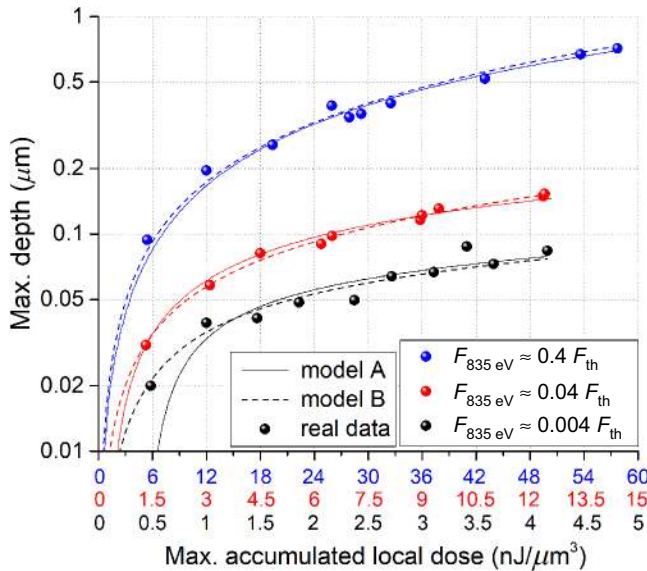 1
0.5
0.2
0.1
0.05
0.02
0.01
Max. depth (μm)
model A
model B
real data
F835 eV ≈ 0.4 Fth
F835 eV ≈ 0.04 Fth
F835 eV ≈ 0.004 Fth
0 6 12 18 24 30 36 42 48 54 60
0 1.5 3 4.5 6 7.5 9 10.5 12 13.5 15
0 0.5 1 1.5 2 2.5 3 3.5 4 4.5 5
Max. accumulated local dose (nJ/μm³)